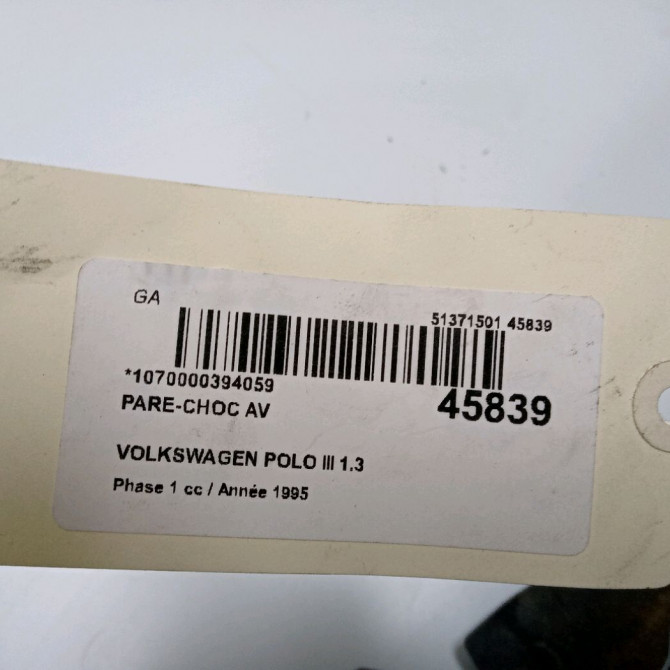 GA
51371501 45839
*1070000394059
45839
PARE-CHOC AV
VOLKSWAGEN POLO III 1.3
Phase 1 cc / Année 1995